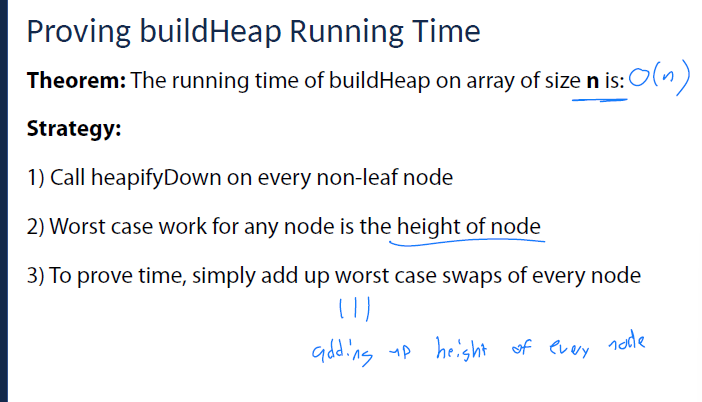 Proving buildHeap Running Time
Theorem: The running time of buildHeap on array of size n is: O(n)
Strategy:
1) Call heapifyDown on every non-leaf node
2) Worst case work for any node is the height of node
3) To prove time, simply add up worst case swaps of every node
adding up height of every node